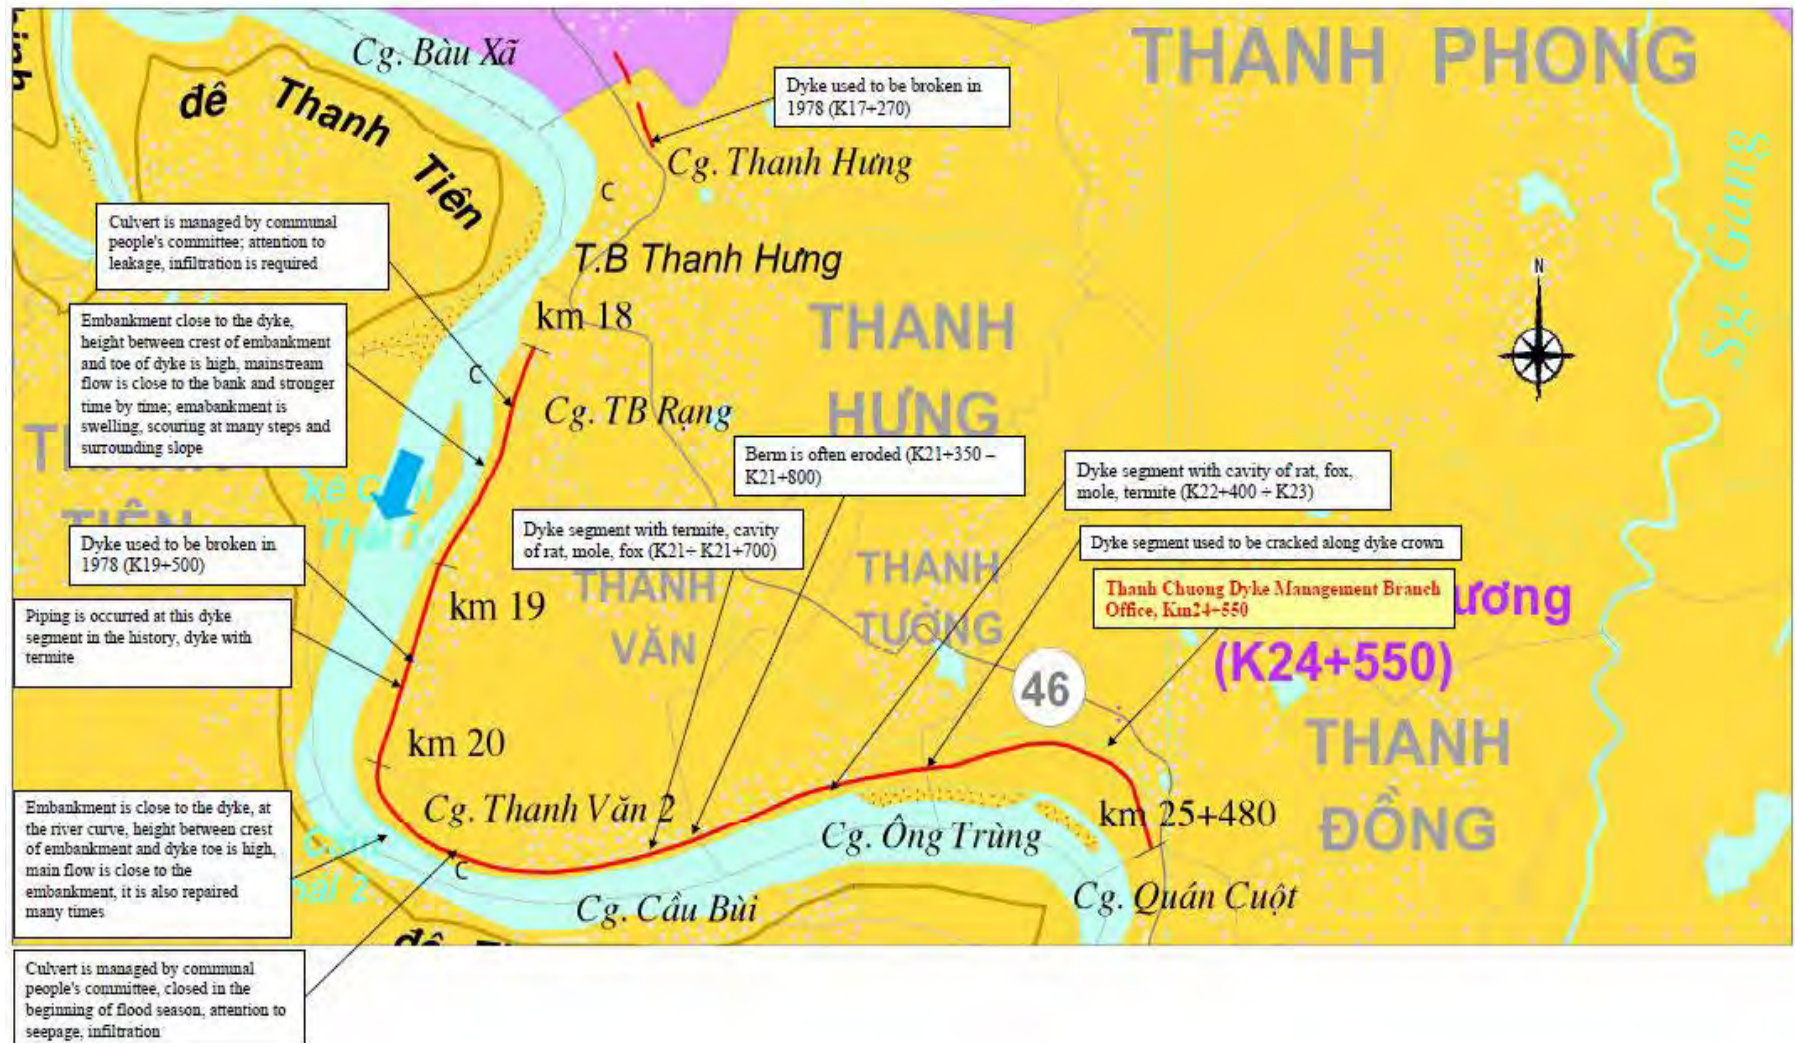 Cg. Bàu Xã
THANH PHONG
đê Thanh Tiên
Dyke used to be broken in
1978 (K17+270)
Cg. Thanh Hưng
C
Sg. Gang
Culvert is managed by communal
people's committee; attention to
leakage, infiltration is required
T.B Thanh Hưng
N
km 18
THANH
HƯNG
Embankment close to the dyke,
height between crest of embankment
and toe of dyke is high, mainstream
flow is close to the bank and stronger
time by time; emabankment is
swelling, scouring at many steps and
surrounding slope
C
Cg. TB Rạng
Berm is often eroded (K21+350 –
K21+800)
Dyke segment with cavity of rat, fox,
mole, termite (K22+400 ÷ K23)
TIÊN
Dyke segment with termite, cavity
of rat, mole, fox (K21÷ K21+700)
Dyke used to be broken in
1978 (K19+500)
Dyke segment used to be cracked along dyke crown
THANH
VĂN
THANH
TƯỜNG
Thanh Chuong Dyke Management Branch
Office, Km24+550
ương
(K24+550)
km 19
Piping is occurred at this dyke
segment in the history, dyke with
termite
46
km 20
THANH
ĐỒNG
Embankment is close to the dyke, at
the river curve, height between crest
of embankment and dyke toe is high,
main flow is close to the
embankment, it is also repaired
many times
Cg. Thanh Văn 2
km 25+480
Cg. Ông Trùng
C
Cg. Cầu Bùi
Cg. Quán Cuột
Culvert is managed by communal
people's committee, closed in the
beginning of flood season, attention to
seepage, infiltration